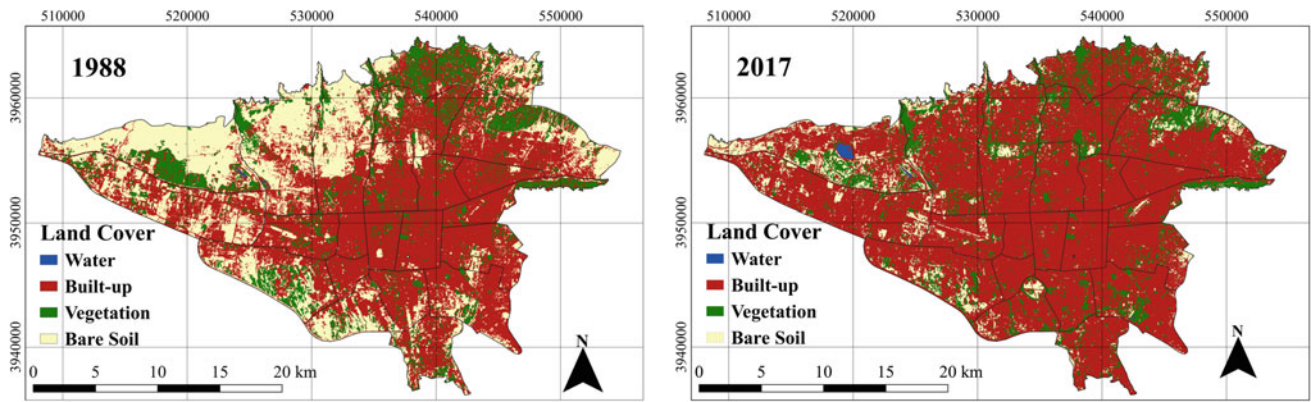 510000 520000 530000 540000 550000
1988
3960000
3950000
3940000
Land Cover
Water
Built-up
Vegetation
Bare Soil
N
0 5 10 15 20 km
510000 520000 530000 540000 550000
2017
3960000
3950000
3940000
Land Cover
Water
Built-up
Vegetation
Bare Soil
N
0 5 10 15 20 km